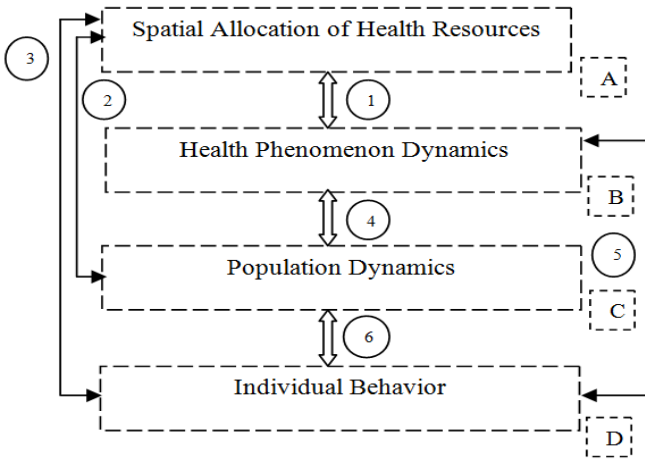 Spatial Allocation of Health Resources
3
A
2
1
Health Phenomenon Dynamics
B
4
5
Population Dynamics
C
6
Individual Behavior
D